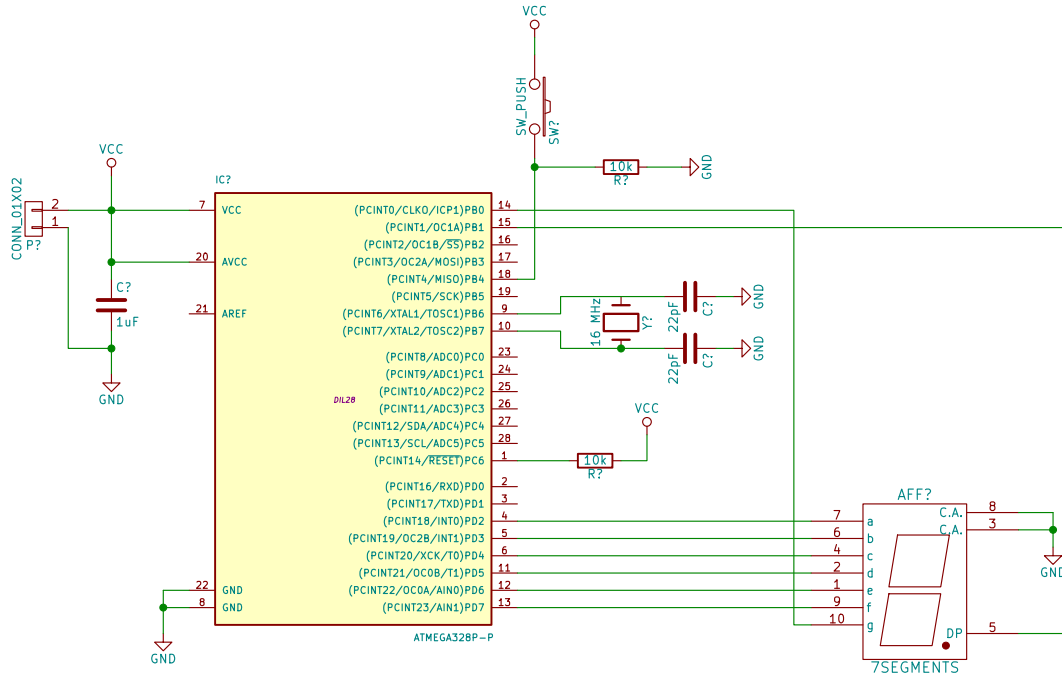 VCC
SW_PUSH
SW?
10k
R?
GND
VCC
CONN_01X02
2
1
P?
C?
1uF
GND
IC?
7 VCC
20 AVCC
21 AREF
22 GND
8 GND
GND
DIL28
(PCINT0/CLKO/ICP1)PB0 14
(PCINT1/OC1A)PB1 15
(PCINT2/OC1B/SS)PB2 16
(PCINT3/OC2A/MOSI)PB3 17
(PCINT4/MISO)PB4 18
(PCINT5/SCK)PB5 19
(PCINT6/XTAL1/TOSC1)PB6 9
(PCINT7/XTAL2/TOSC2)PB7 10
(PCINT8/ADC0)PC0 23
(PCINT9/ADC1)PC1 24
(PCINT10/ADC2)PC2 25
(PCINT11/ADC3)PC3 26
(PCINT12/SDA/ADC4)PC4 27
(PCINT13/SCL/ADC5)PC5 28
(PCINT14/RESET)PC6 1
(PCINT16/RXD)PD0 2
(PCINT17/TXD)PD1 3
(PCINT18/INT0)PD2 4
(PCINT19/OC2B/INT1)PD3 5
(PCINT20/XCK/T0)PD4 6
(PCINT21/OC0B/T1)PD5 11
(PCINT22/OC0A/AIN0)PD6 12
(PCINT23/AIN1)PD7 13
ATMEGA328P-P
16 MHz
Y?
22pF
C?
GND
22pF
C?
GND
VCC
10k
R?
AFF?
7 a
6 b
4 c
2 d
1 e
9 f
10 g
C.A. 8
C.A. 3
DP 5
7SEGMENTS
GND